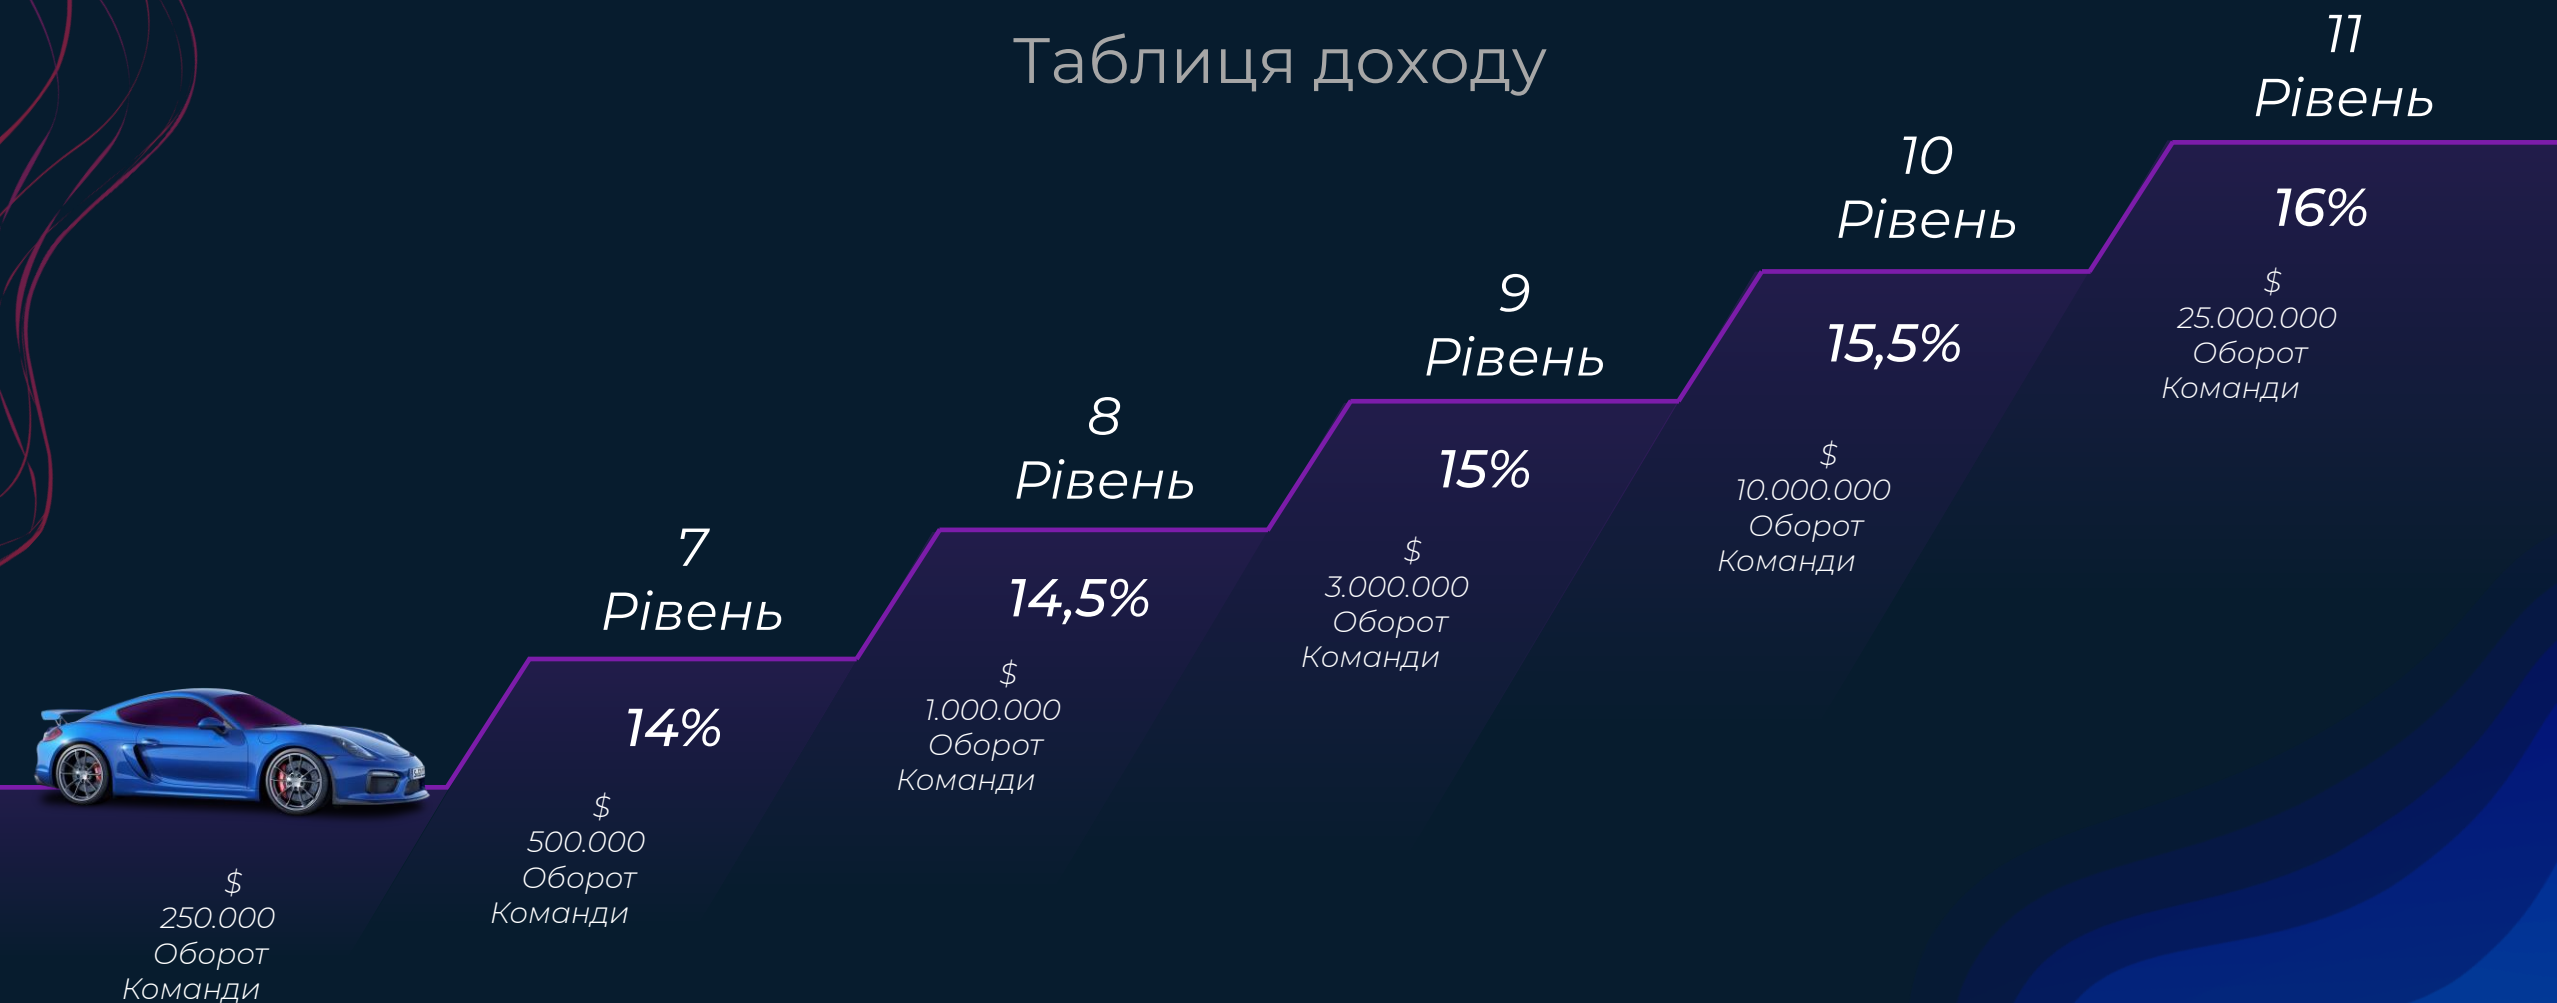 Таблиця доходу
$
250.000
Оборот
Команди
7
Рівень
14%
$
500.000
Оборот
Команди
8
Рівень
14,5%
$
1.000.000
Оборот
Команди
9
Рівень
15%
$
3.000.000
Оборот
Команди
10
Рівень
15,5%
$
10.000.000
Оборот
Команди
11
Рівень
16%
$
25.000.000
Оборот
Команди